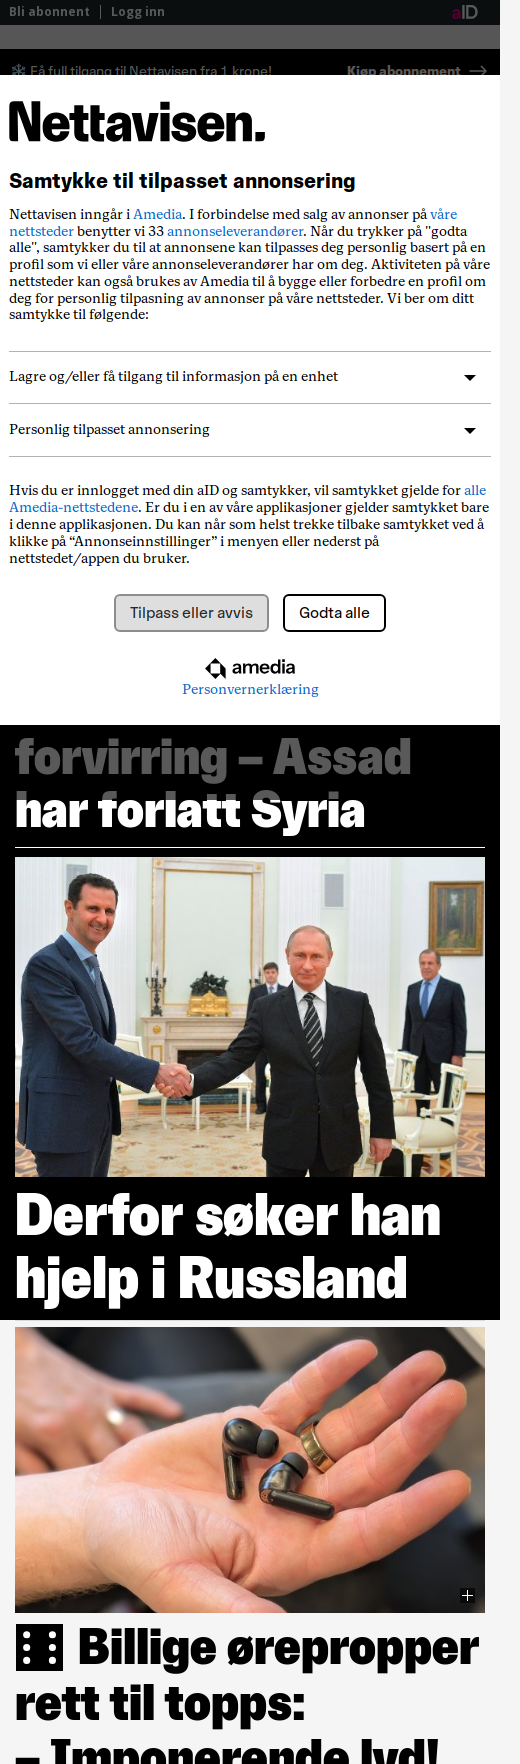 Bli abonnent | Logg inn
aID
Få full tilgang til Nettavisen fra 1 krone!
Kjøp abonnement →
Nettavisen.
Samtykke til tilpasset annonsering
Nettavisen inngår i Amedia. I forbindelse med salg av annonser på våre
nettsteder benytter vi 33 annonseleverandører. Når du trykker på "godta
alle", samtykker du til at annonsene kan tilpasses deg personlig basert på en
profil som vi eller våre annonseleverandører har om deg. Aktiviteten på våre
nettsteder kan også brukes av Amedia til å bygge eller forbedre en profil om
deg for personlig tilpasning av annonser på våre nettsteder. Vi ber om ditt
samtykke til følgende:
Lagre og/eller få tilgang til informasjon på en enhet
Personlig tilpasset annonsering
Hvis du er innlogget med din aID og samtykker, vil samtykket gjelde for alle
Amedia-nettstedene. Er du i en av våre applikasjoner gjelder samtykket bare
i denne applikasjonen. Du kan når som helst trekke tilbake samtykket ved å
klikke på “Annonseinnstillinger” i menyen eller nederst på
nettstedet/appen du bruker.
Tilpass eller avvis
Godta alle
amedia
Personvernerklæring
forvirring – Assad
har forlatt Syria
Derfor søker han
hjelp i Russland
Billige ørepropper
rett til topps:
– Imponerende lyd!